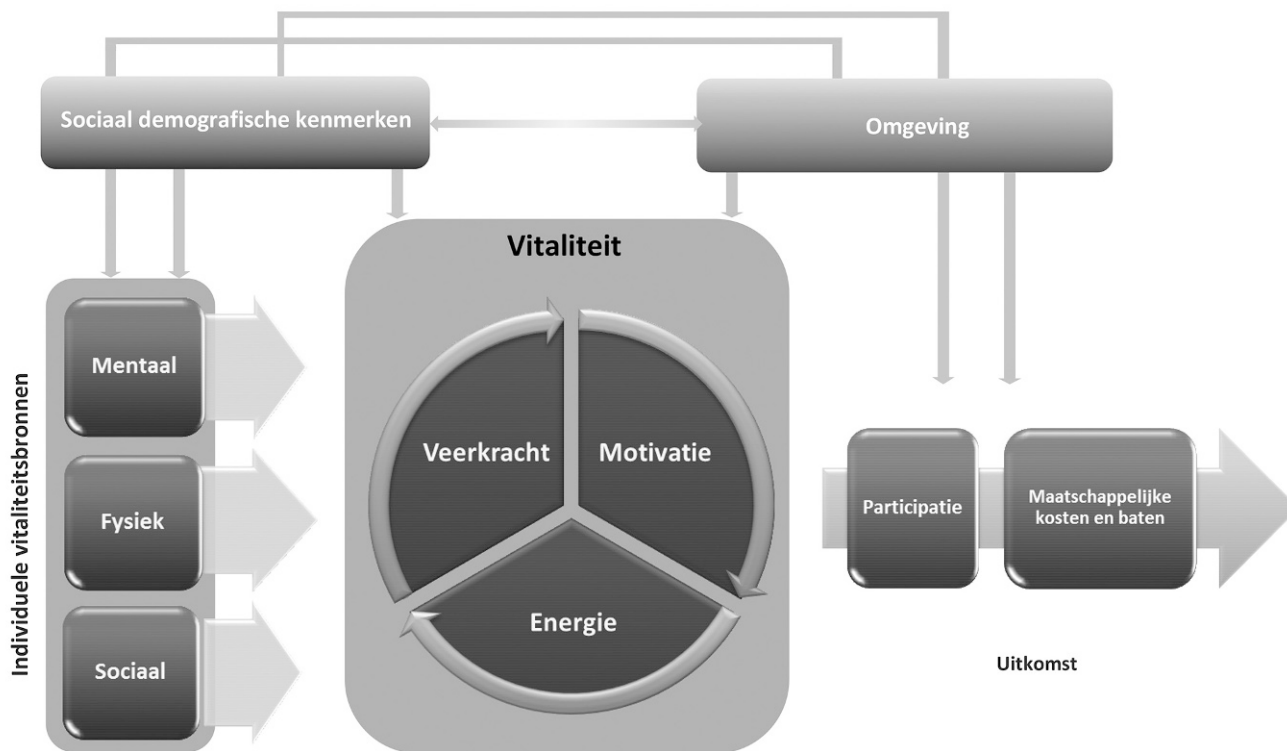 Sociaal demografische kenmerken
Omgeving
Individuele vitaliteitsbronnen
Mentaal
Fysiek
Sociaal
Vitaliteit
Veerkracht
Motivatie
Energie
Participatie
Maatschappelijke
kosten en baten
Uitkomst